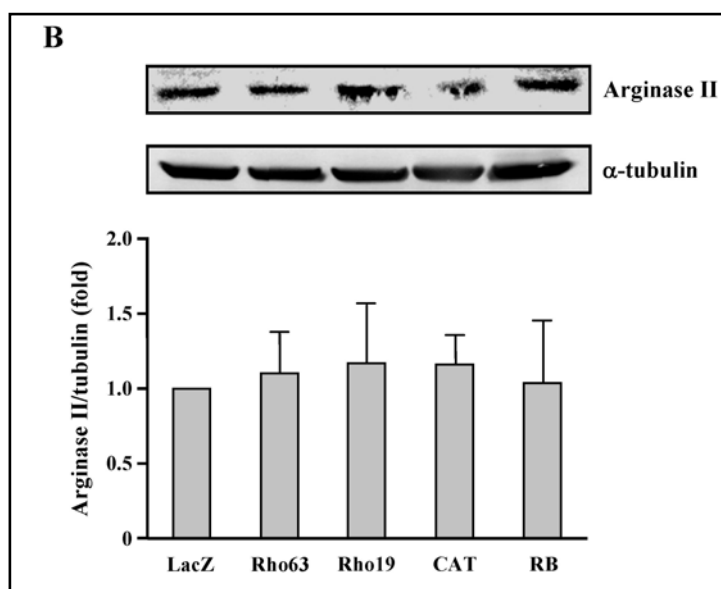 B
Arginase II
α-tubulin
Arginase II/tubulin (fold)
2.0
1.5
1.0
0.5
0
LacZ Rho63 Rho19 CAT RB